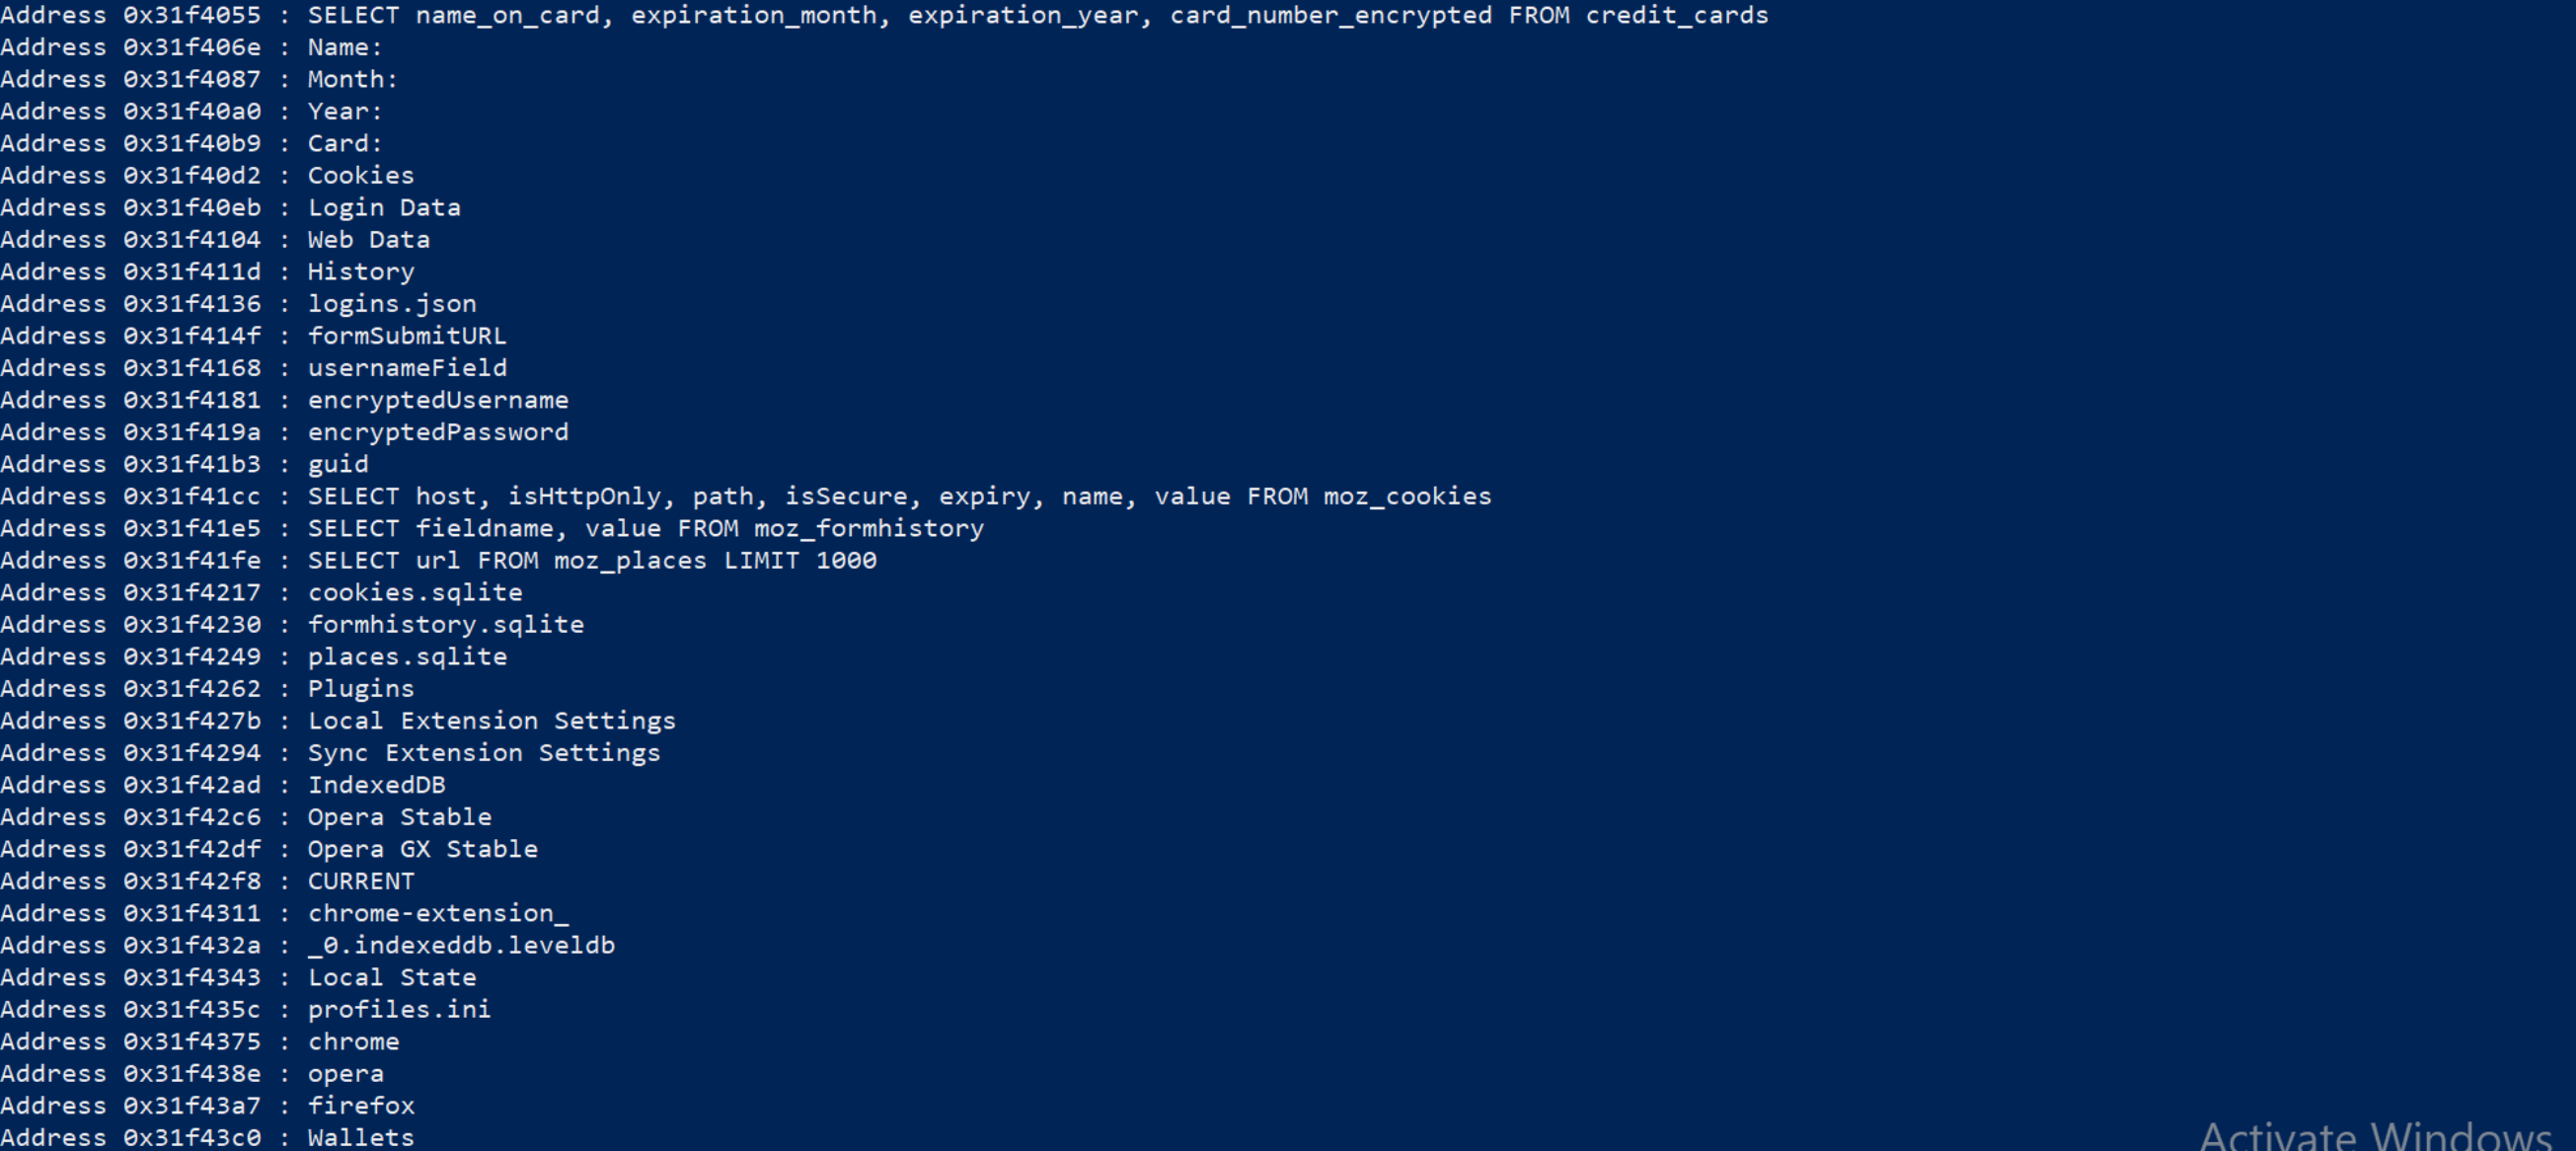 Address 0x31f4055 : SELECT name_on_card, expiration_month, expiration_year, card_number_encrypted FROM credit_cards
Address 0x31f406e : Name:
Address 0x31f4087 : Month:
Address 0x31f40a0 : Year:
Address 0x31f40b9 : Card:
Address 0x31f40d2 : Cookies
Address 0x31f40eb : Login Data
Address 0x31f4104 : Web Data
Address 0x31f411d : History
Address 0x31f4136 : logins.json
Address 0x31f414f : formSubmitURL
Address 0x31f4168 : usernameField
Address 0x31f4181 : encryptedUsername
Address 0x31f419a : encryptedPassword
Address 0x31f41b3 : guid
Address 0x31f41cc : SELECT host, isHttpOnly, path, isSecure, expiry, name, value FROM moz_cookies
Address 0x31f41e5 : SELECT fieldname, value FROM moz_formhistory
Address 0x31f41fe : SELECT url FROM moz_places LIMIT 1000
Address 0x31f4217 : cookies.sqlite
Address 0x31f4230 : formhistory.sqlite
Address 0x31f4249 : places.sqlite
Address 0x31f4262 : Plugins
Address 0x31f427b : Local Extension Settings
Address 0x31f4294 : Sync Extension Settings
Address 0x31f42ad : IndexedDB
Address 0x31f42c6 : Opera Stable
Address 0x31f42df : Opera GX Stable
Address 0x31f42f8 : CURRENT
Address 0x31f4311 : chrome-extension_
Address 0x31f432a : _0.indexeddb.leveldb
Address 0x31f4343 : Local State
Address 0x31f435c : profiles.ini
Address 0x31f4375 : chrome
Address 0x31f438e : opera
Address 0x31f43a7 : firefox
Address 0x31f43c0 : Wallets
Activate Windows